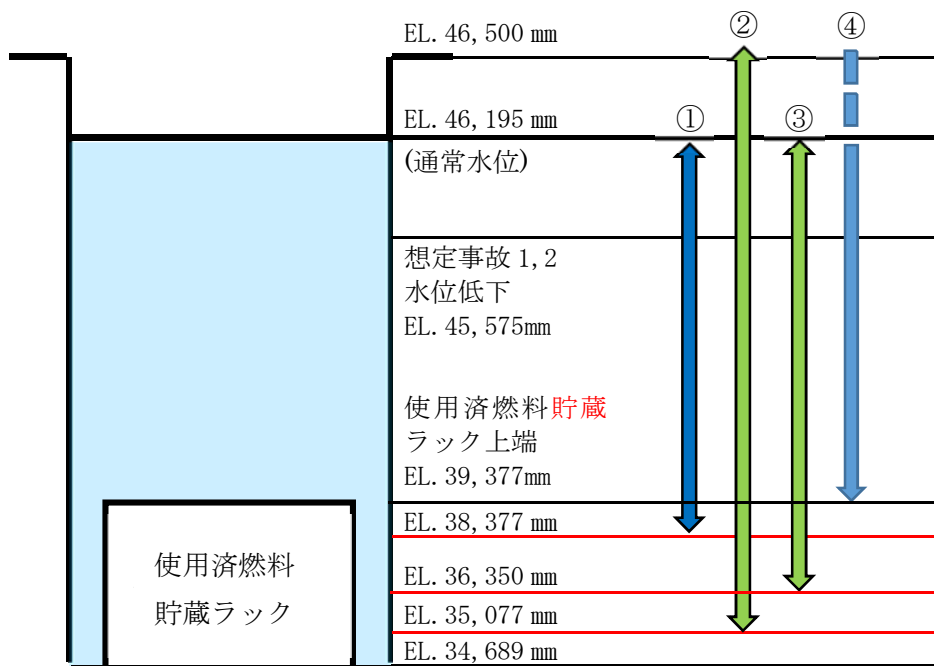 EL. 46, 500 mm
②
④
EL. 46, 195 mm
①
③
(通常水位)
想定事故 1, 2
水位低下
EL. 45, 575mm
使用済燃料貯蔵
ラック上端
EL. 39, 377mm
EL. 38, 377 mm
使用済燃料
貯蔵ラック
EL. 36, 350 mm
EL. 35, 077 mm
EL. 34, 689 mm